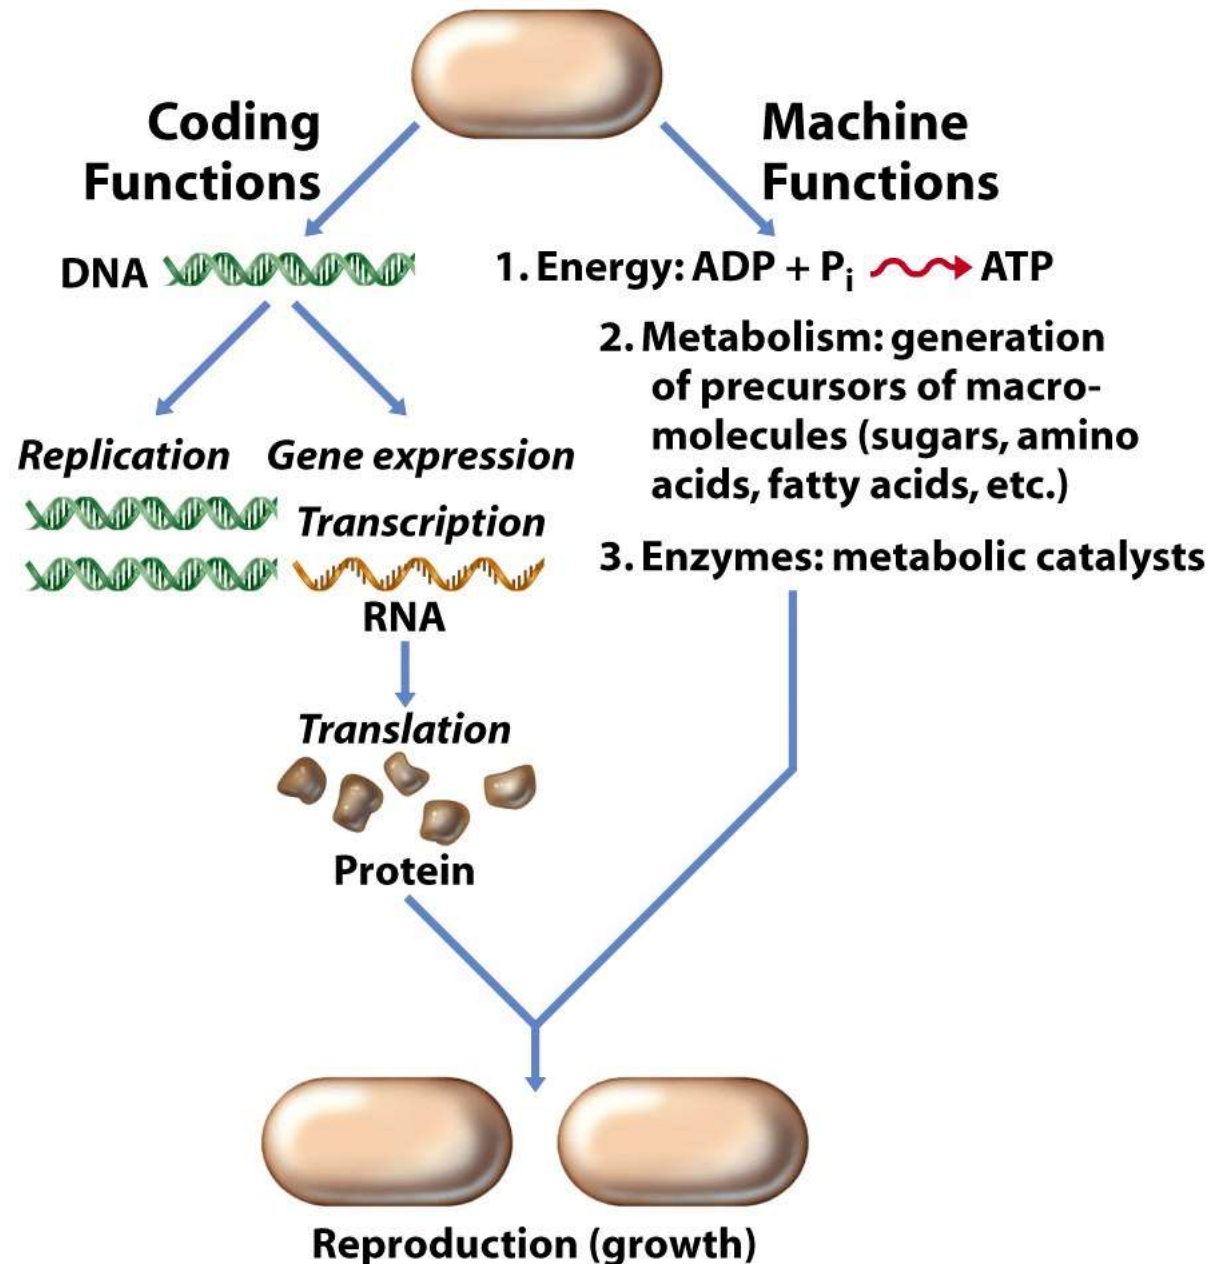 Coding
Functions
Machine
Functions
DNA
1. Energy: ADP + Pi ATP
2. Metabolism: generation
of precursors of macro-
molecules (sugars, amino
acids, fatty acids, etc.)
3. Enzymes: metabolic catalysts
Replication
Gene expression
Transcription
RNA
Translation
Protein
Reproduction (growth)